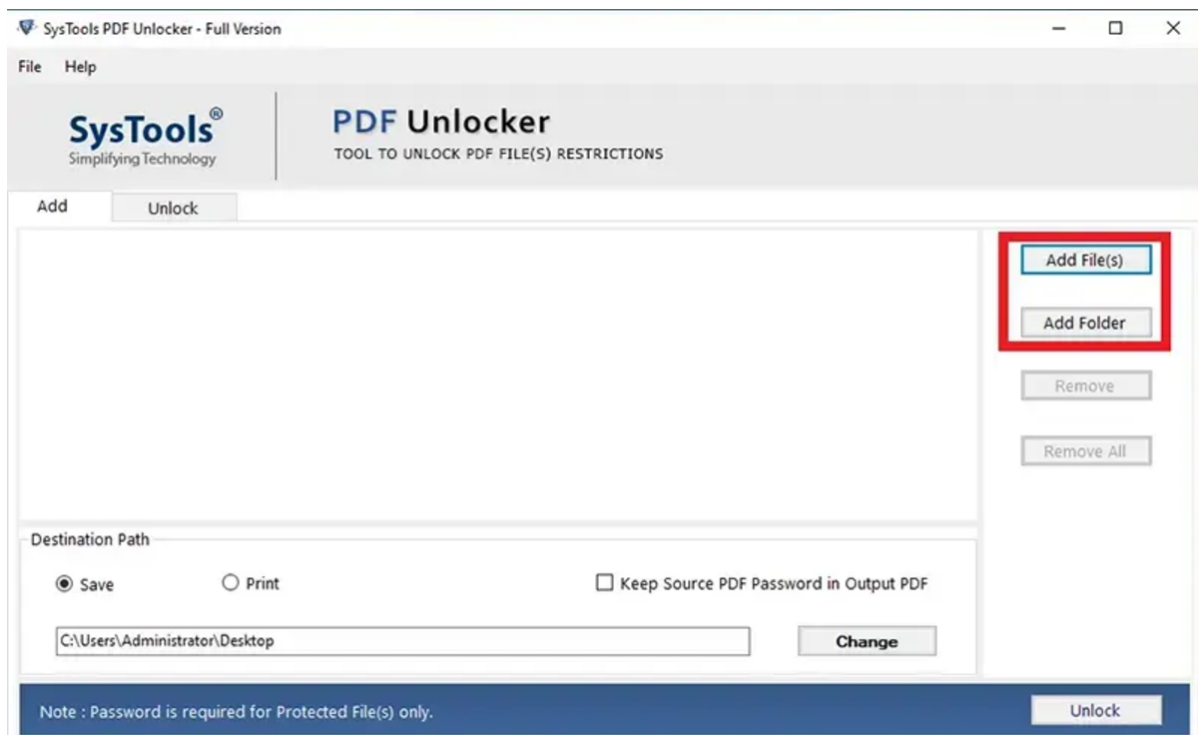 SysTools PDF Unlocker - Full Version
File Help
SysTools®
Simplifying Technology
PDF Unlocker
TOOL TO UNLOCK PDF FILE(S) RESTRICTIONS
Add Unlock
Add File(s)
Add Folder
Remove
Remove All
Destination Path
Save Print Keep Source PDF Password in Output PDF
C:\Users\Administrator\Desktop Change
Note : Password is required for Protected File(s) only. Unlock